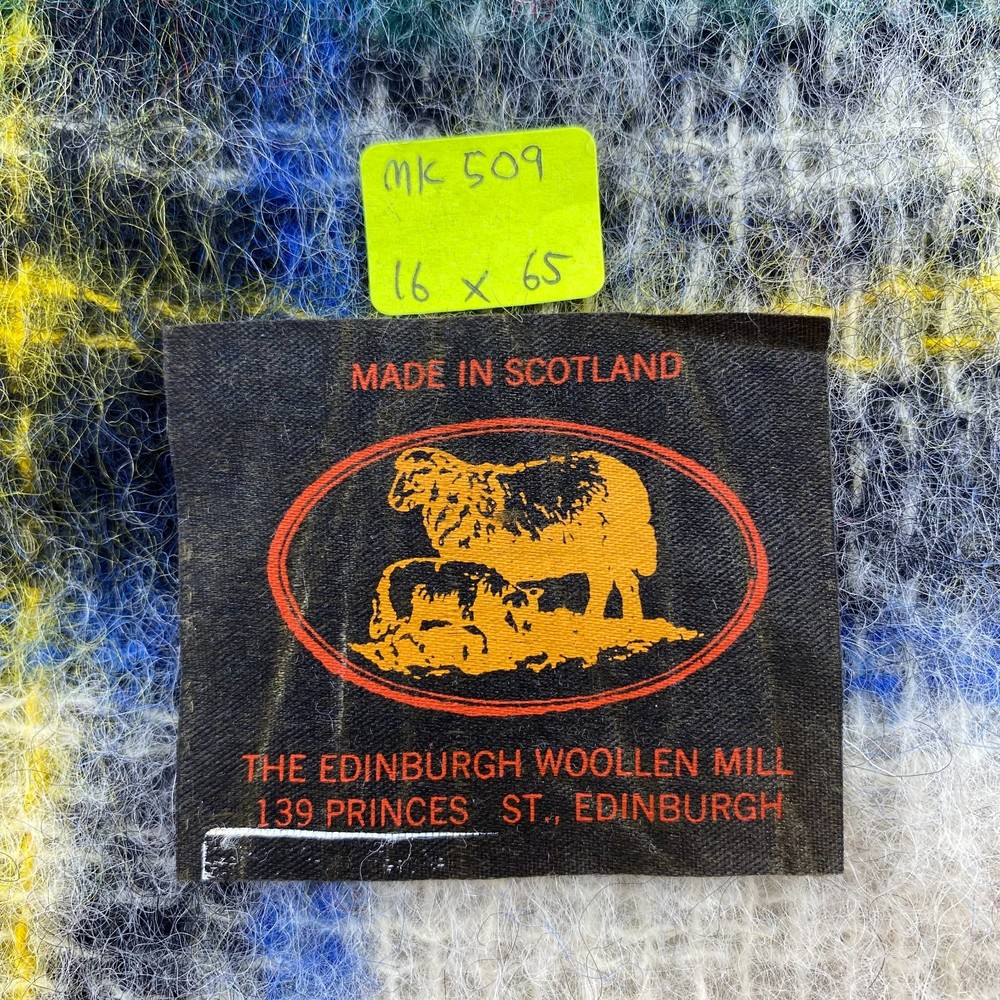 MK 509
16 x 65
MADE IN SCOTLAND
THE EDINBURGH WOOLLEN MILL
139 PRINCES ST., EDINBURGH